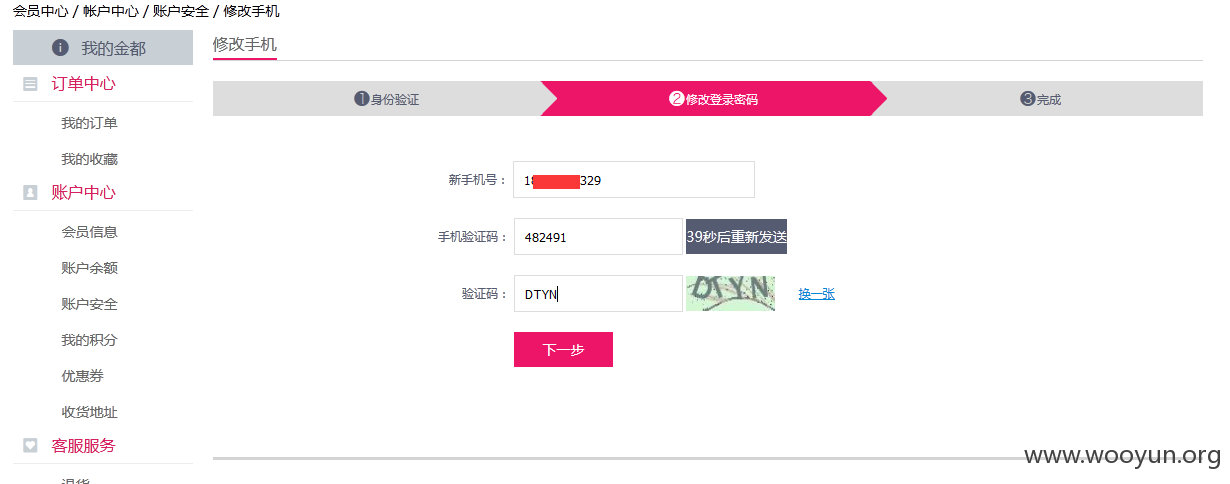 会员中心 / 帐户中心 / 账户安全 / 修改手机
我的金都
修改手机
订单中心
我的订单
我的收藏
账户中心
会员信息
账户余额
账户安全
我的积分
优惠券
收货地址
客服服务
退货
①身份验证
②修改登录密码
③完成
新手机号：
18 329
手机验证码：
482491
39秒后重新发送
验证码：
DTYN
DTYN
换一张
下一步
www.wooyun.org